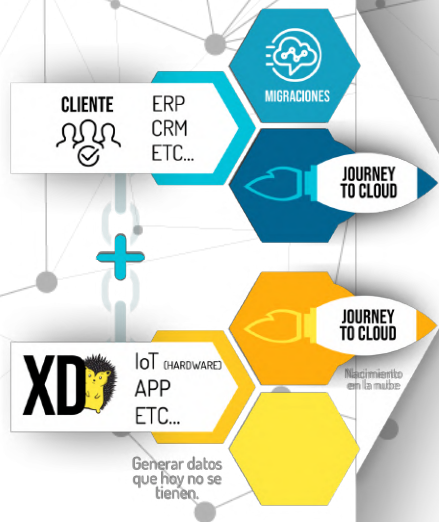 MIGRACIONES
CLIENTE
ERP
CRM
ETC...
JOURNEY
TO CLOUD
XD
IoT (HARDWARE)
APP
ETC...
JOURNEY
TO CLOUD
Nacimiento
en la nube
Generar datos
que hoy no se
tienen.